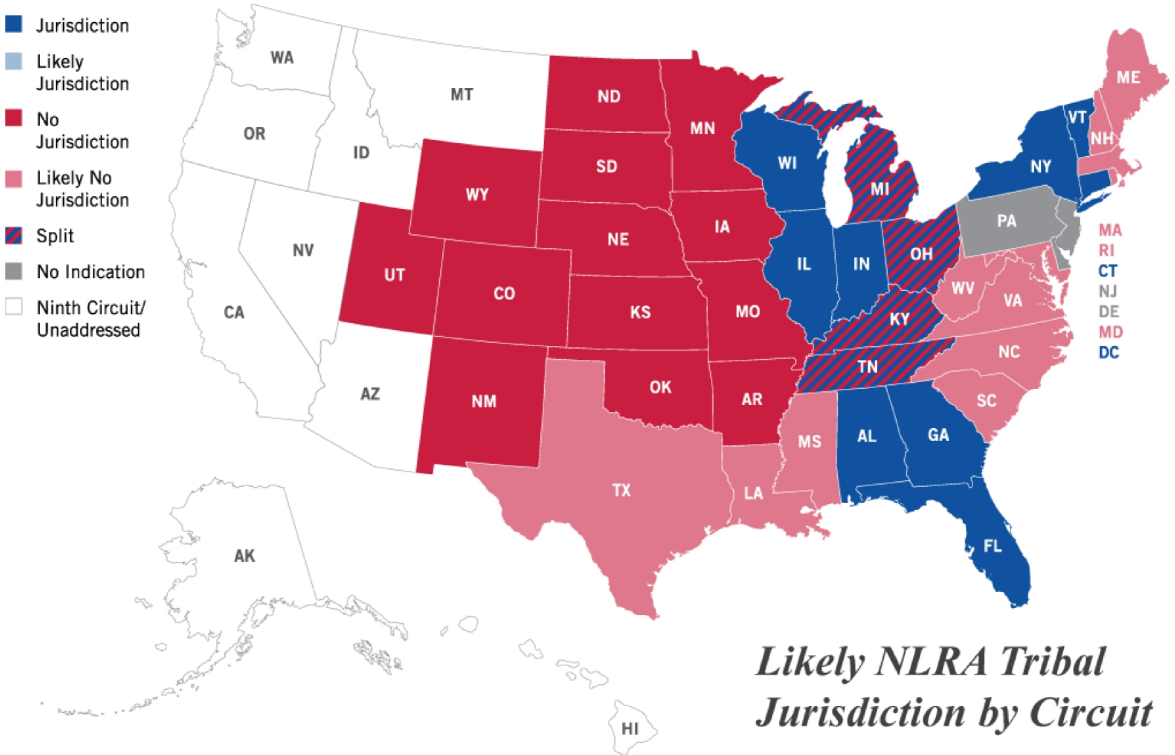 Jurisdiction
Likely
Jurisdiction
No
Jurisdiction
Likely No
Jurisdiction
Split
No Indication
Ninth Circuit/
Unaddressed
WA
OR
ID
MT
NV
CA
AZ
AK
HI
ND
SD
MN
WY
NE
IA
UT
CO
KS
MO
NM
OK
AR
TX
LA
MS
WI
MI
IL
IN
OH
KY
TN
AL
GA
FL
SC
NC
VA
WV
PA
NY
VT
NH
ME
MA
RI
CT
NJ
DE
MD
DC
Likely NLRA Tribal
Jurisdiction by Circuit